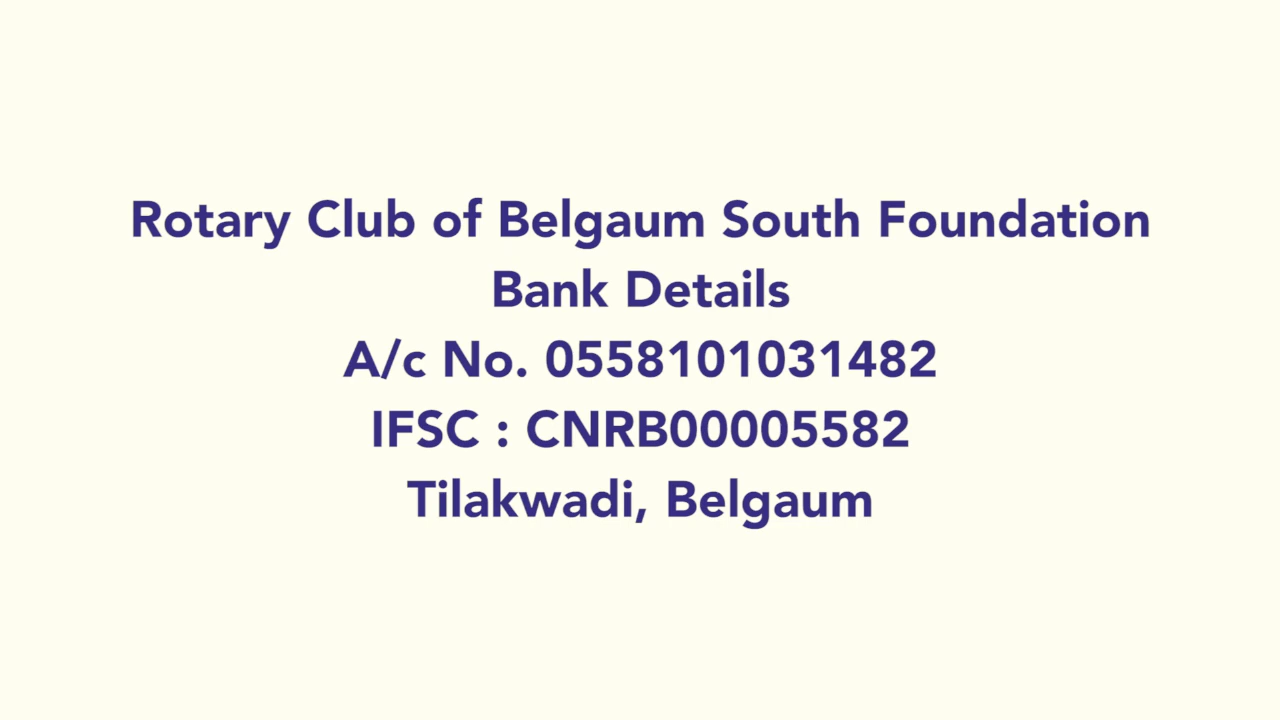 Rotary Club of Belgaum South Foundation
Bank Details
A/c No. 0558101031482
IFSC : CNRB00005582
Tilakwadi, Belgaum